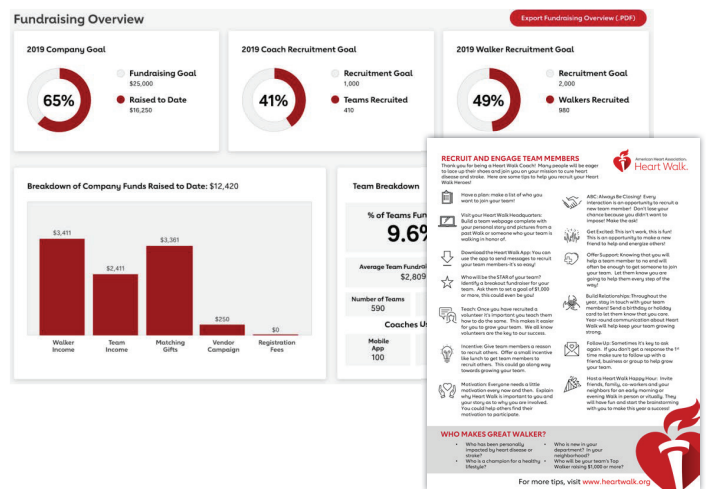 Fundraising Overview
Export Fundraising Overview (.PDF)
2019 Company Goal
65%
Fundraising Goal
$25,000
Raised to Date
$16,250
2019 Coach Recruitment Goal
41%
Recruitment Goal
1,000
Teams Recruited
410
2019 Walker Recruitment Goal
49%
Recruitment Goal
2,000
Walkers Recruited
980
Breakdown of Company Funds Raised to Date: $12,420
$3,411
$2,411
$3,361
$250
$0
Walker
Income
Team
Income
Matching
Gifts
Vendor
Campaign
Registration
Fees
Team Breakdown
% of Teams Fun
9.6%
Average Team Fundrai
$2,809
Number of Teams
590
Coaches Us
Mobile
App
100
American Heart Association.
Heart Walk.
RECRUIT AND ENGAGE TEAM MEMBERS
Thank you for being a Heart Walk Coach! Many people will be eager
to lace up their shoes and join you on your mission to cure heart
disease and stroke. Here are some tips to help you recruit your Heart
Walk Heroes!
Have a plan: make a list of who you
want to join your team!
Visit your Heart Walk Headquarters:
Build a team webpage complete with
your personal story and pictures from a
past Walk or someone who your team is
walking in honor of.
Download the Heart Walk App: You can
use the app to send messages to recruit
your team members-it's so easy!
Who will be the STAR of your team?
Identify a breakout fundraiser for your
team. Ask them to set a goal of $1000
or more, this could even be you!
Teach: Once you have recruited a
volunteer it's important you teach them
how to do the same. This makes it easier
for you to grow your team. We all know
volunteers are the key to our success.
Incentive: Give team members a reason
to recruit others. Offer a small incentive
like lunch to get team members to
recruit others. This could go along way
towards growing your team.
Motivation: Everyone needs a little
motivation every now and then. Explain
why Heart Walk is important to you and
your story as to why you are involved.
You could help others find their
motivation to participate.
ABC: Always Be Closing! Every
interaction is an opportunity to recruit a
new team member! Don't lose your
chance because you didn't want to
impose! Make the ask!
Get Excited: This isn't work, this is fun!
This is an opportunity to make a new
friend to help and energize others!
Offer Support: Knowing that you will
help a team member to and will
often be enough to get someone to join
your team. Let them know you are
going to help them every step of the
way!
Build Relationships: Throughout the
year, stay in touch with your team
members! Send a birthday or holiday
card to let them know that you care.
Year-round communication about Heart
Walk will help keep your team growing
strong.
Follow Up: Sometimes it's key to ask
again. If you don't get a response the 1st
time make sure to follow up with a
friend, business or group to help grow
your team.
Host a Heart Walk Happy Hour: Invite
friends, family, co-workers and your
neighbors for an early morning or
evening Walk in person or vitually. They
will have fun and start the brainstorming
with you to make this year a success!
WHO MAKES GREAT WALKER?
• Who has been personally
impacted by heart disease or
stroke?
• Who is a champion for a healthy
lifestyle?
• Who is new in your
department? In your
neighborhood?
• Who will be your team's Top
Walker raising $1,000 or more?
For more tips, visit www.heartwalk.org